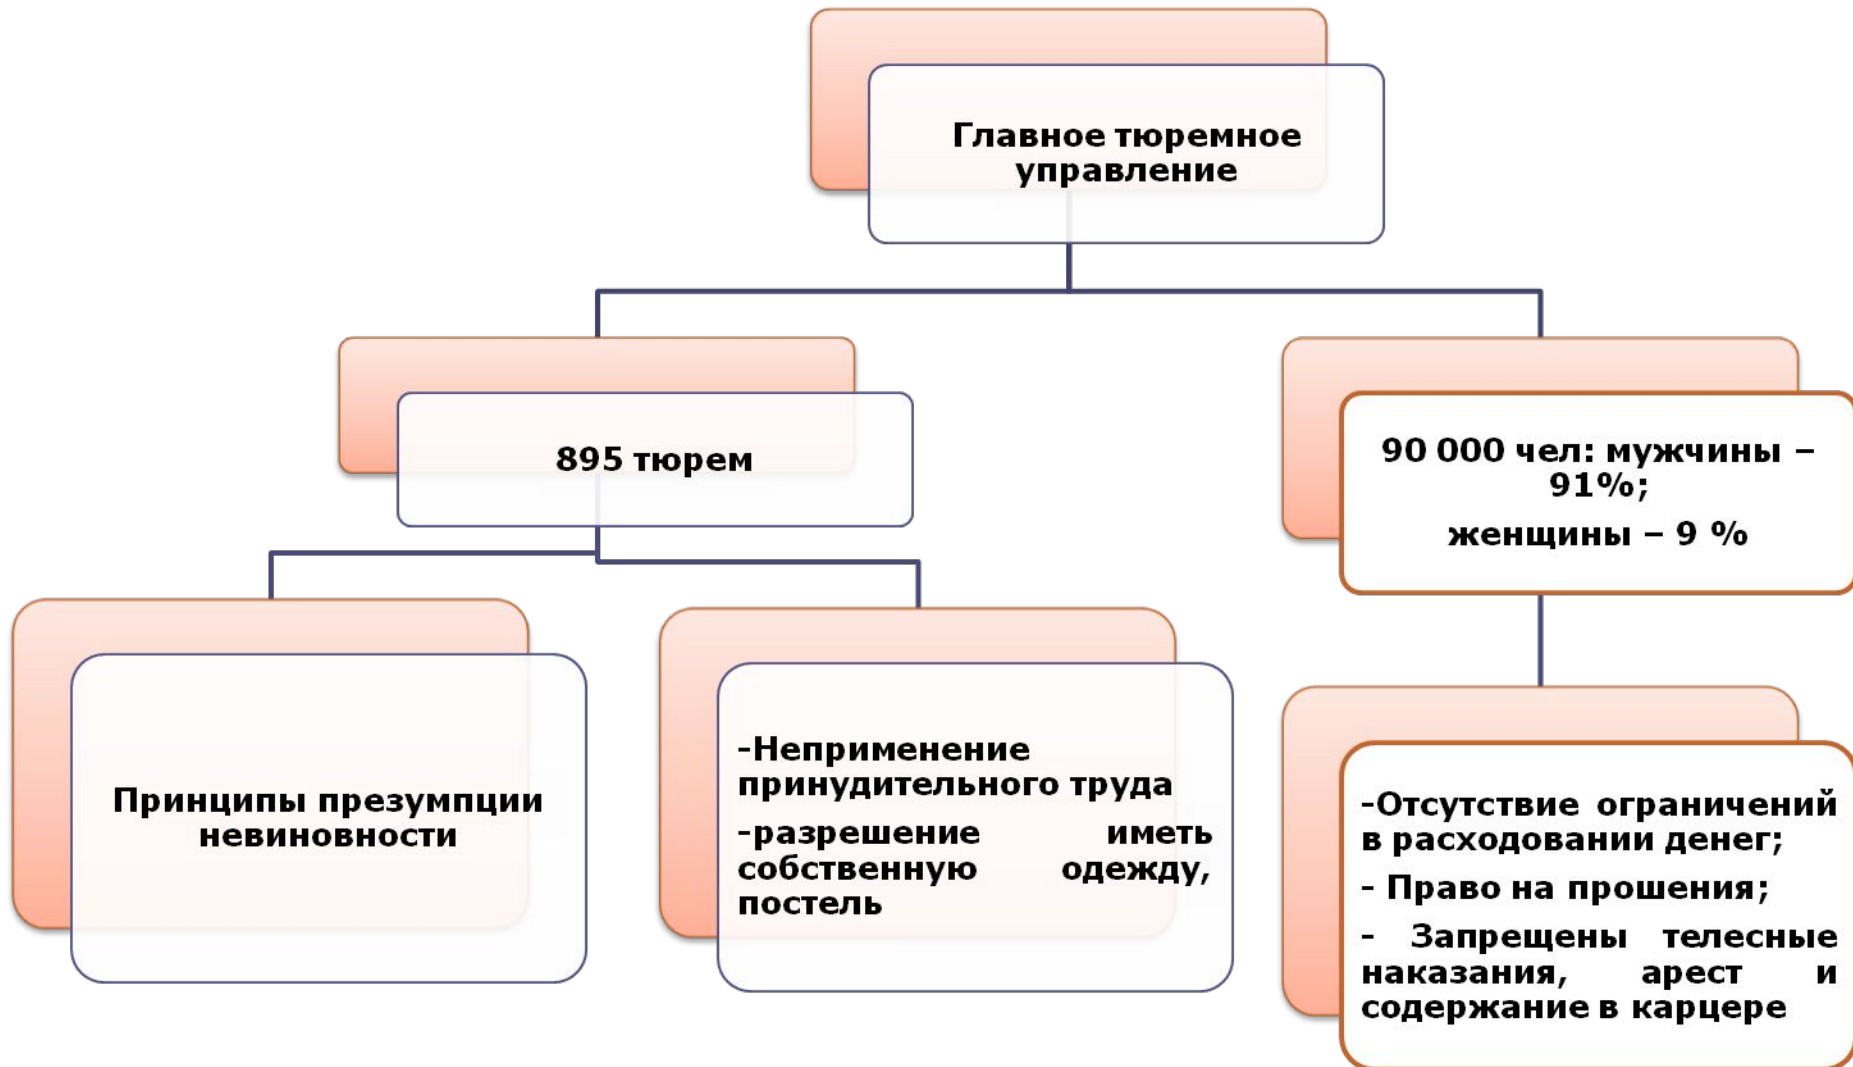 Главное тюремное
управление
895 тюрем
90 000 чел: мужчины –
91%;
женщины – 9 %
Принципы презумпции
невиновности
-Неприменение
принудительного труда
-разрешение иметь
собственную одежду,
постель
-Отсутствие ограничений
в расходовании денег;
- Право на прошения;
- Запрещены телесные
наказания, арест и
содержание в карцере